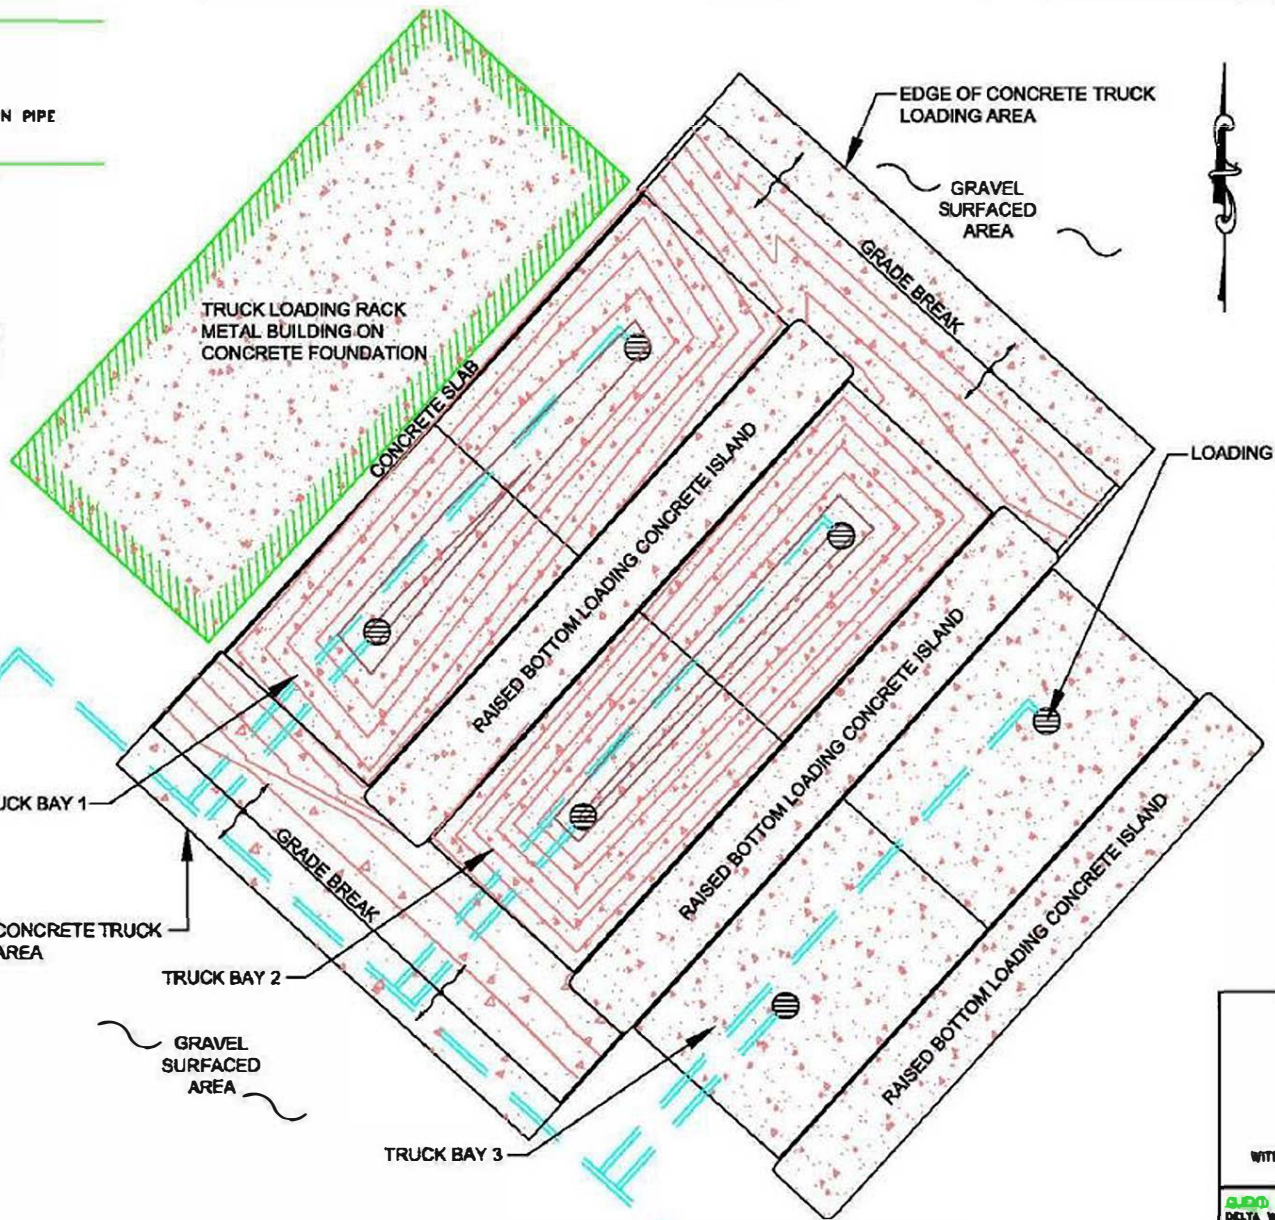 N PIPE
EDGE OF CONCRETE TRUCK
LOADING AREA
GRAVEL
SURFACED
AREA
GRADE BREAK
TRUCK LOADING RACK
METAL BUILDING ON
CONCRETE FOUNDATION
CONCRETE SLAB
LOADING
RAISED BOTTOM LOADING CONCRETE ISLAND
RAISED BOTTOM LOADING CONCRETE ISLAND
RAISED BOTTOM LOADING CONCRETE ISLAND
UCK BAY 1
GRADE BREAK
CONCRETE TRUCK
AREA
TRUCK BAY 2
GRAVEL
SURFACED
AREA
TRUCK BAY 3
WIT
DELTA W